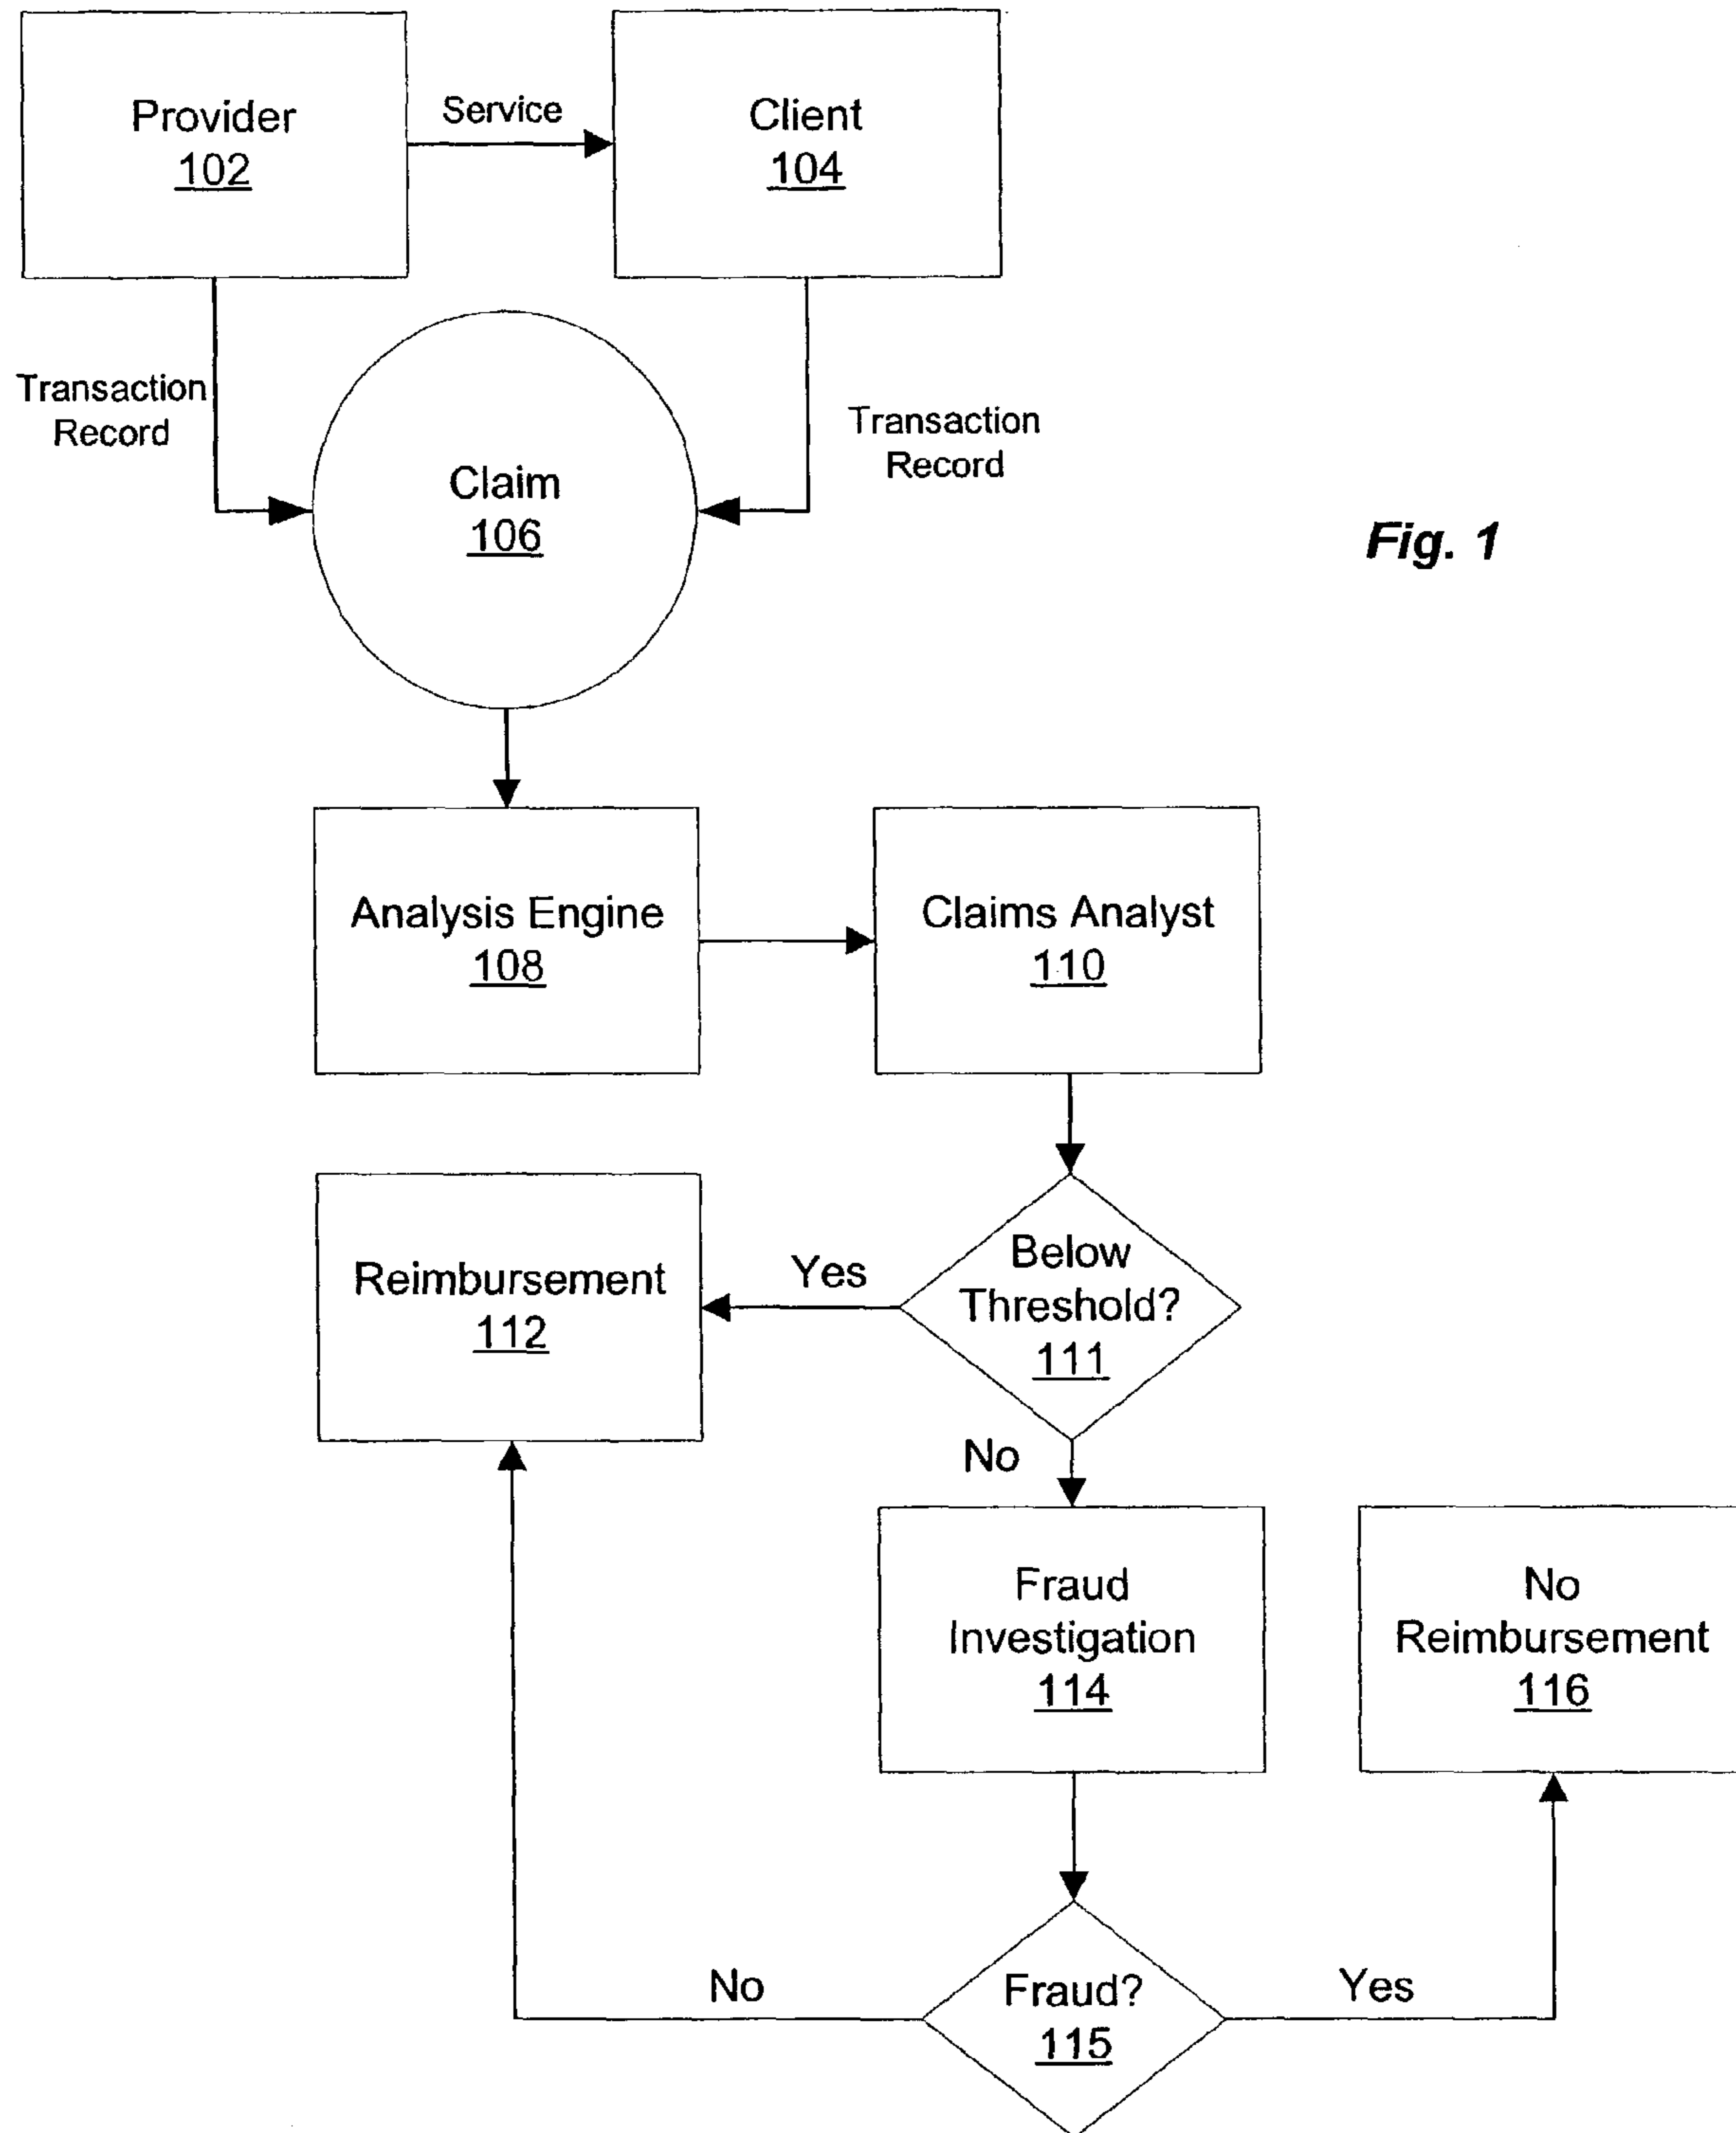 Provider
102
Service
Client
104
Transaction
Record
Transaction
Record
Claim
106
Fig. 1
Analysis Engine
108
Claims Analyst
110
Below
Threshold?
111
Yes
Reimbursement
112
No
Fraud
Investigation
114
No
Reimbursement
116
Fraud?
115
No
Yes